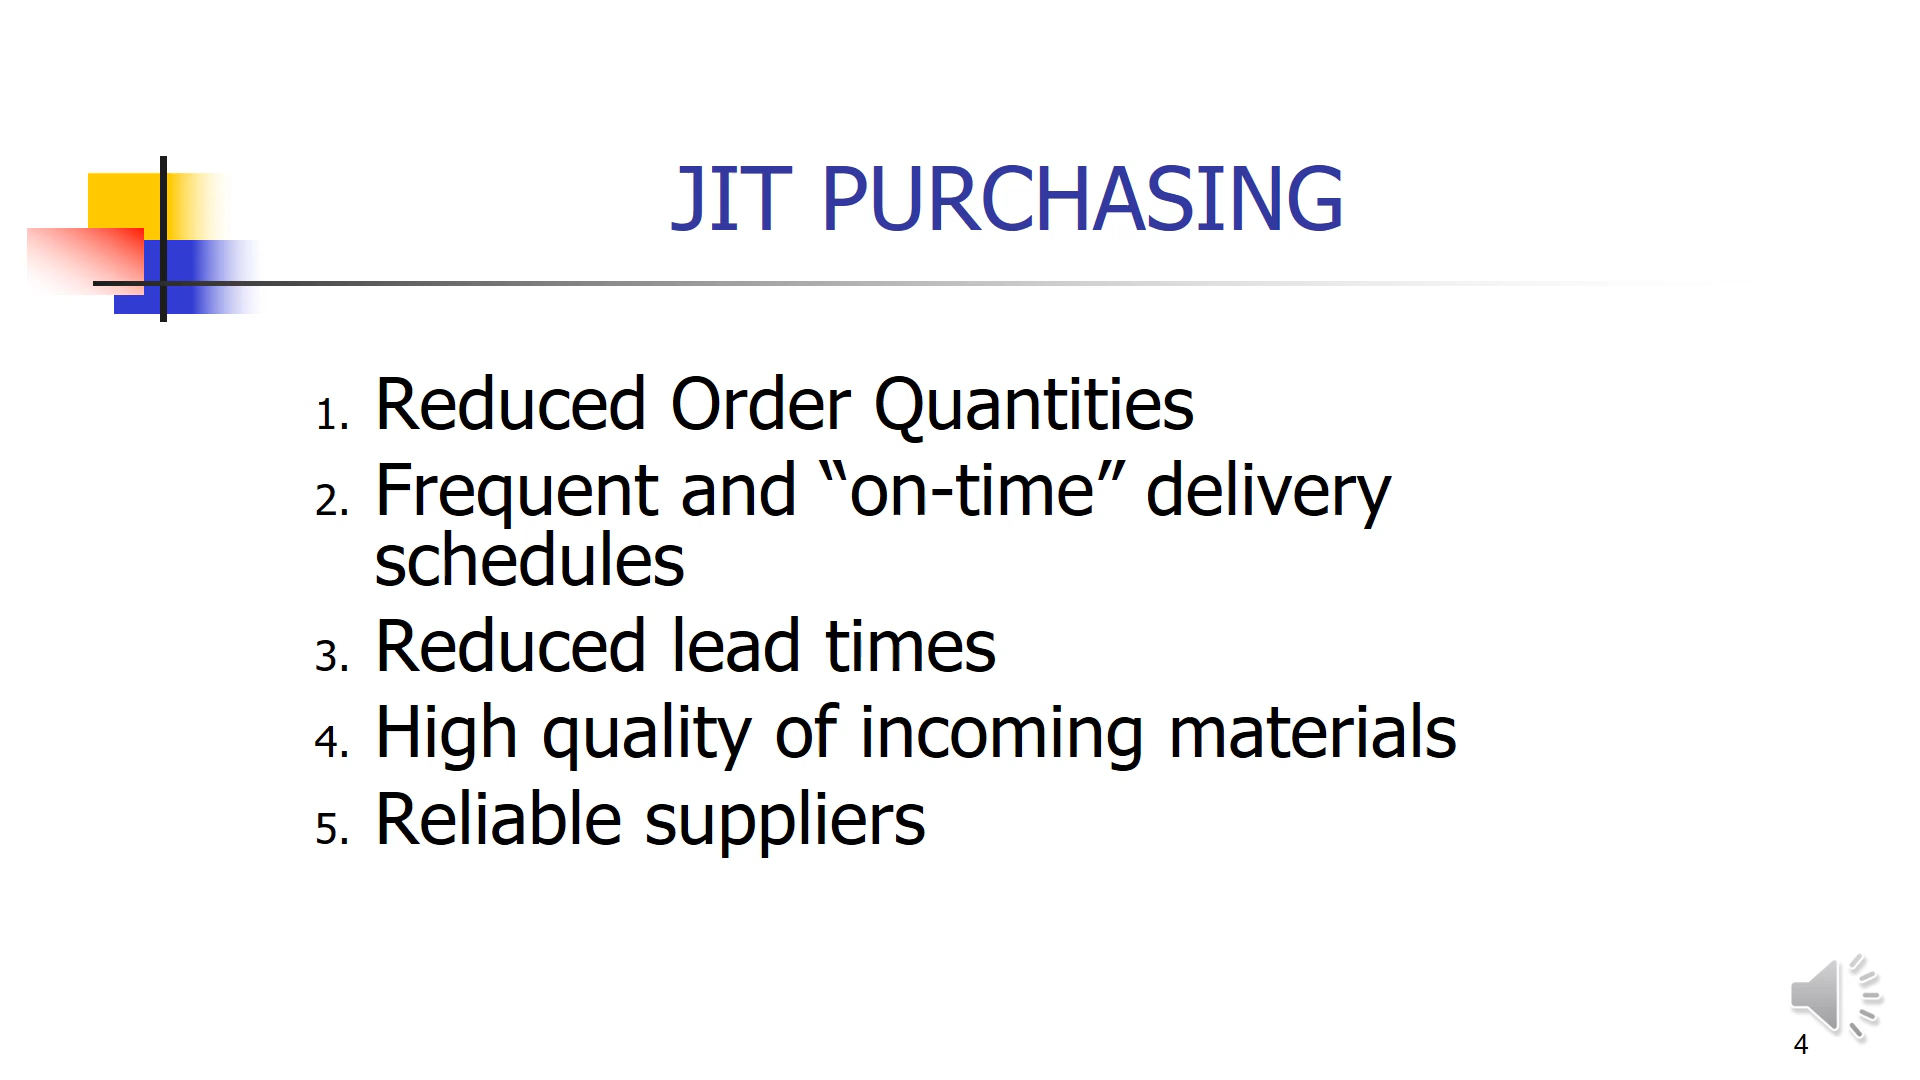 JIT PURCHASING
1. Reduced Order Quantities
2. Frequent and “on-time” delivery
schedules
3. Reduced lead times
4. High quality of incoming materials
5. Reliable suppliers
4